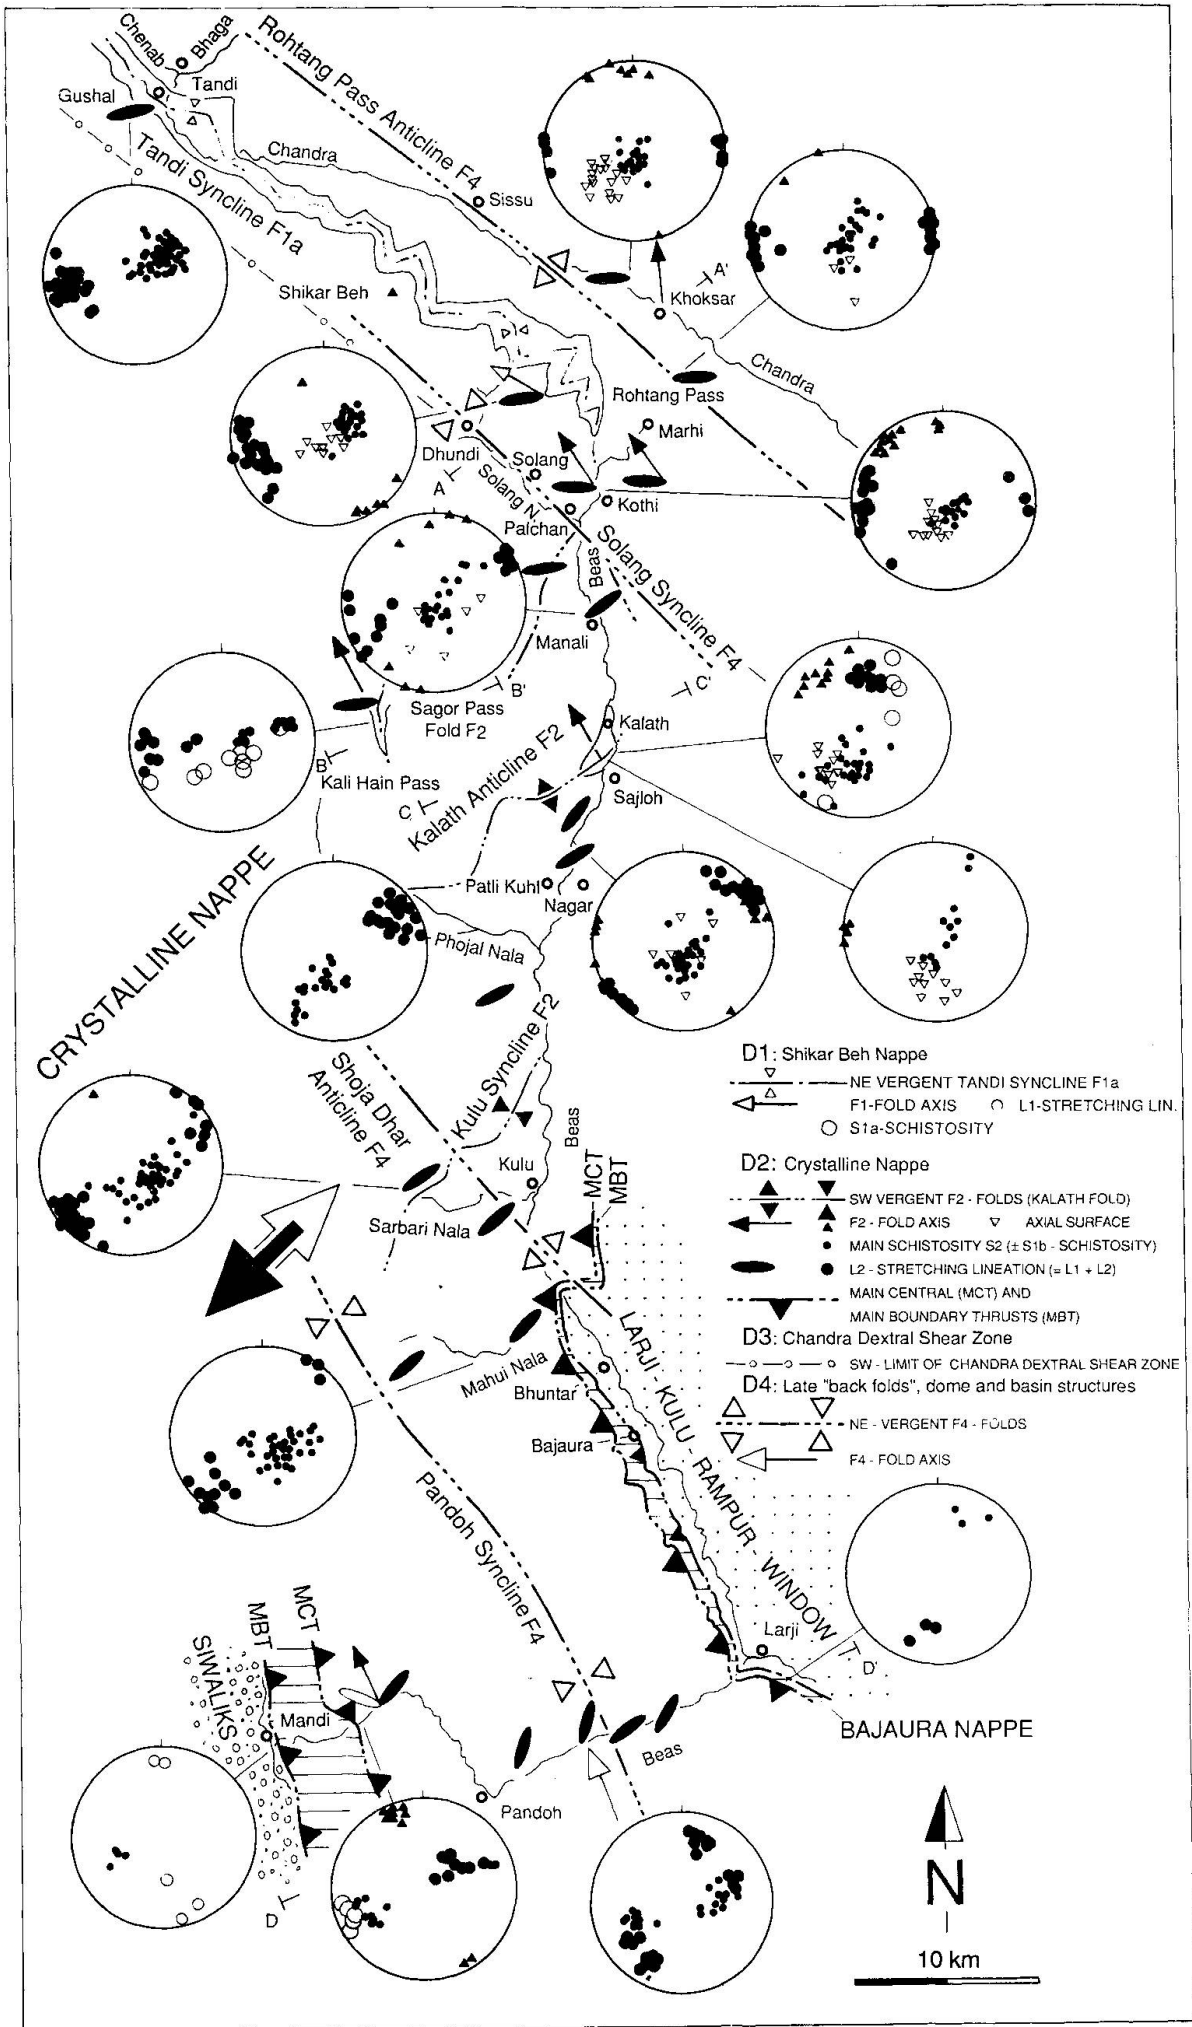 Chenab
Bhaga
Rohtang Pass Anticline F4
Gushal
Tandi
Tandi Syncline F1a
Chandra
Sissu
Shikar Beh
A'
Khoksar
Chandra
Rohtang Pass
Marhi
Dhundi
A
Solang
Solang N.
Kothi
Palchan
Beas
Solang Syncline F4
Manali
B'
C'
Sagor Pass
Fold F2
Kalath
B
Kali Hain Pass
C
Kalath Anticline F2
Sajloh
CRYSTALLINE NAPPE
Patli Kuhl
Nagar
Phojal Nala
Shoja Dhar
Anticline F4
Kulu Syncline F2
Beas
Kulu
Sarbari Nala
MCT
MBT
D1: Shikar Beh Nappe
NE VERGENT TANDI SYNCLINE F1a
F1-FOLD AXIS
L1-STRETCHING LIN.
S1a-SCHISTOSITY
D2: Crystalline Nappe
SW VERGENT F2 - FOLDS (KALATH FOLD)
F2 - FOLD AXIS
AXIAL SURFACE
MAIN SCHISTOSITY S2 (± S1b - SCHISTOSITY)
L2 - STRETCHING LINEATION (= L1 + L2)
MAIN CENTRAL (MCT) AND
MAIN BOUNDARY THRUSTS (MBT)
D3: Chandra Dextral Shear Zone
SW - LIMIT OF CHANDRA DEXTRAL SHEAR ZONE
D4: Late "back folds", dome and basin structures
NE - VERGENT F4 - FOLDS
F4 - FOLD AXIS
Mahui Nala
Bhuntar
Bajaura
LARJI - KULU - RAMPUR - WINDOW
Pandoh Syncline F4
Larji
D'
BAJAURA NAPPE
MBT
MCT
SIWALIKS
Mandi
Beas
Pandoh
D
N
10 km